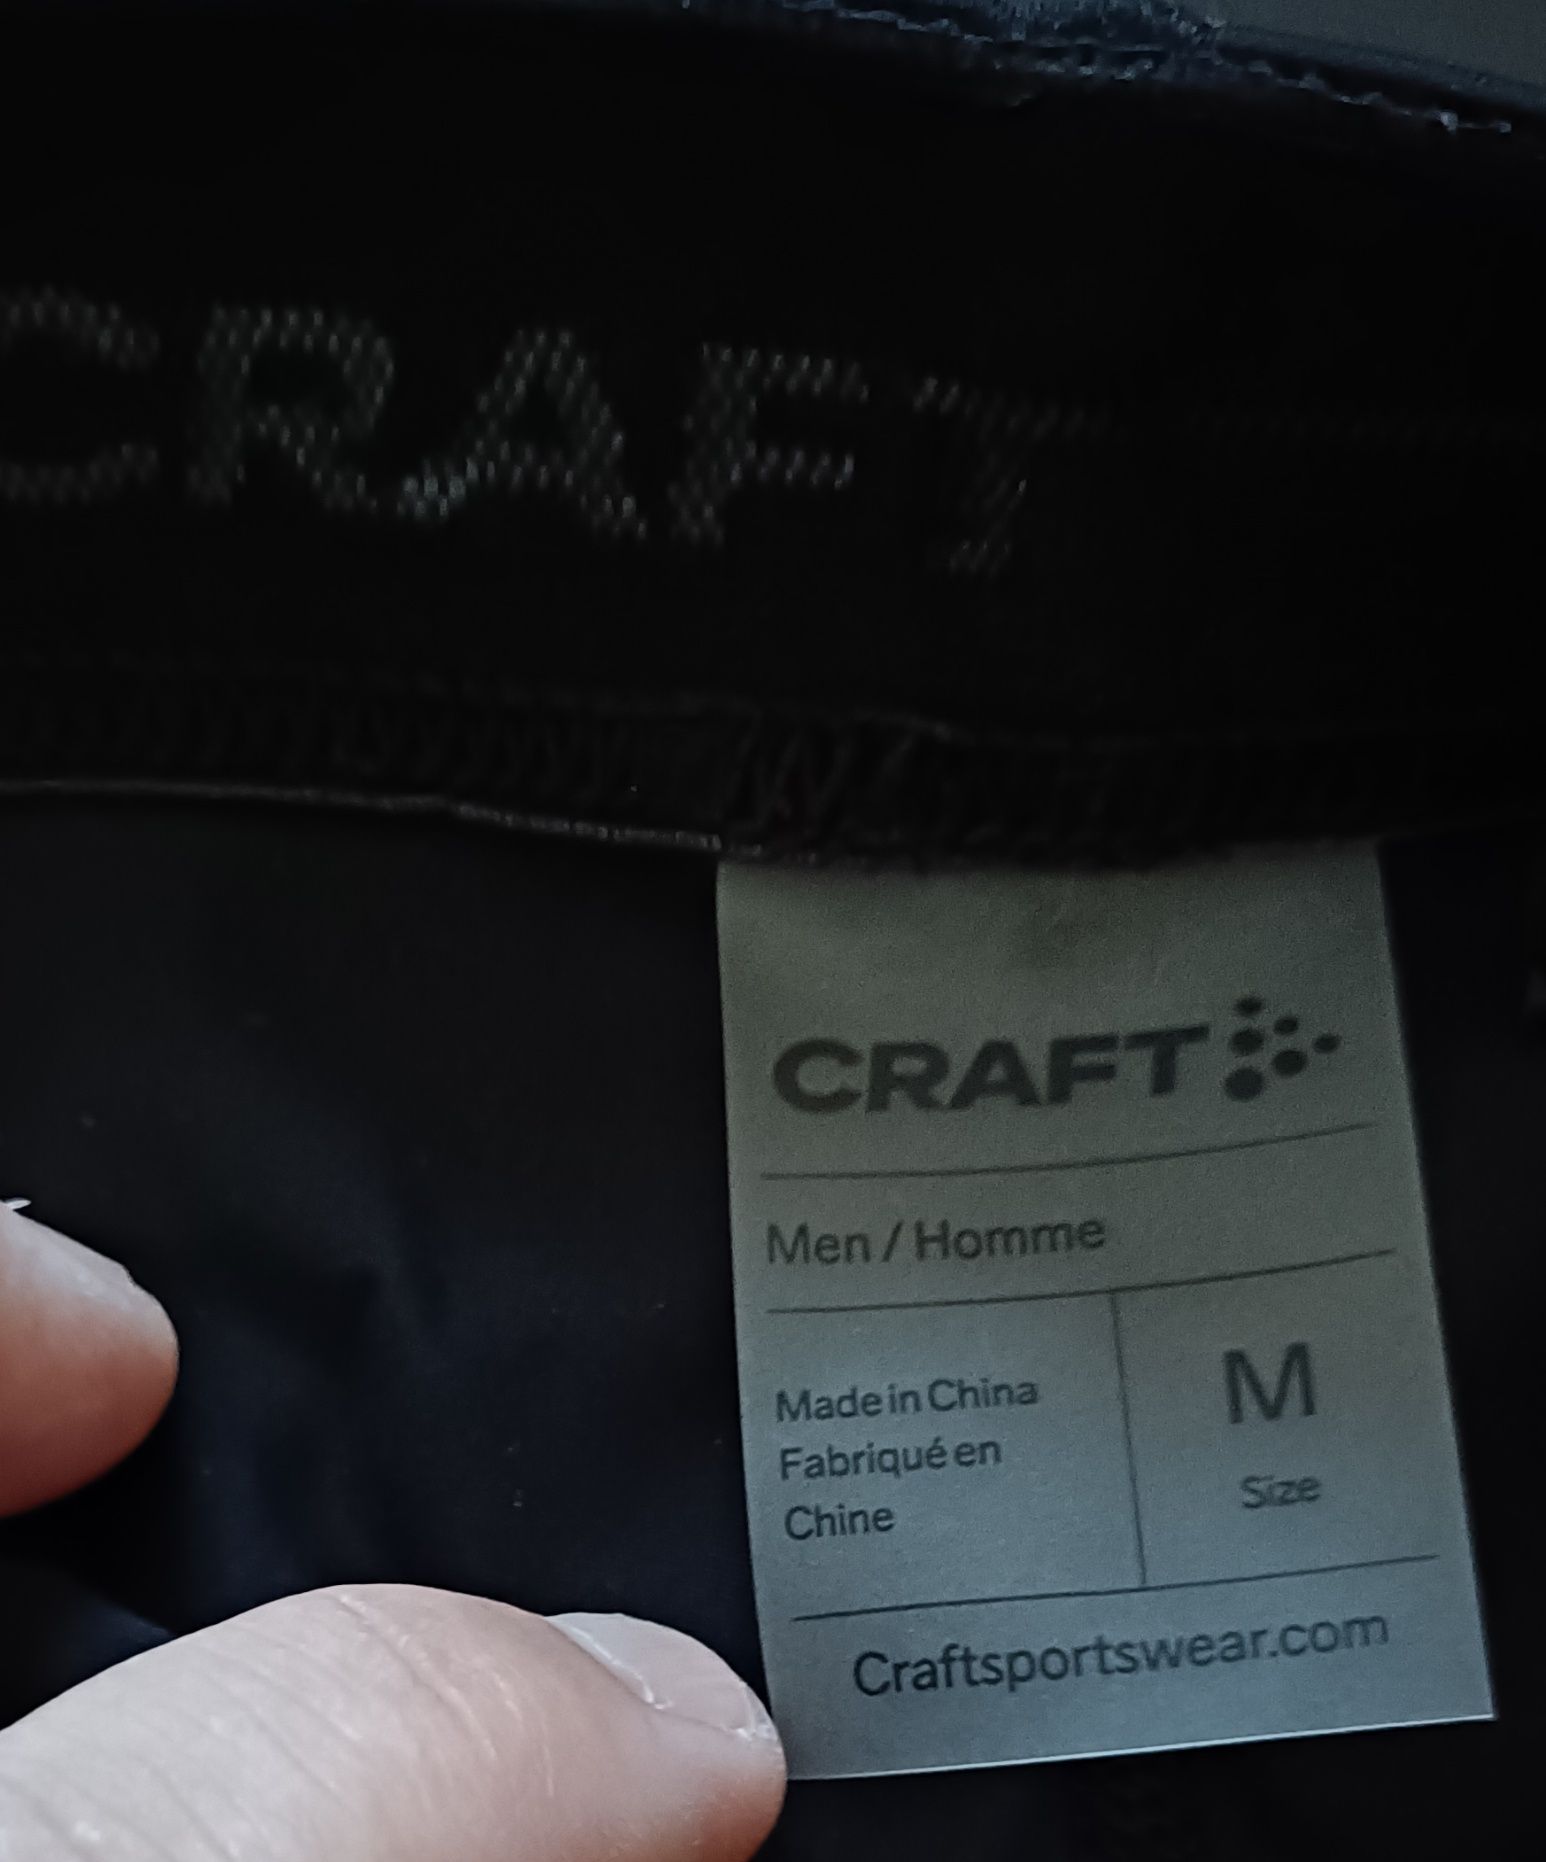 CRAFT
CRAFT
Men / Homme
Made in China
Fabriqué en
Chine
M
Size
Craftsportswear.com